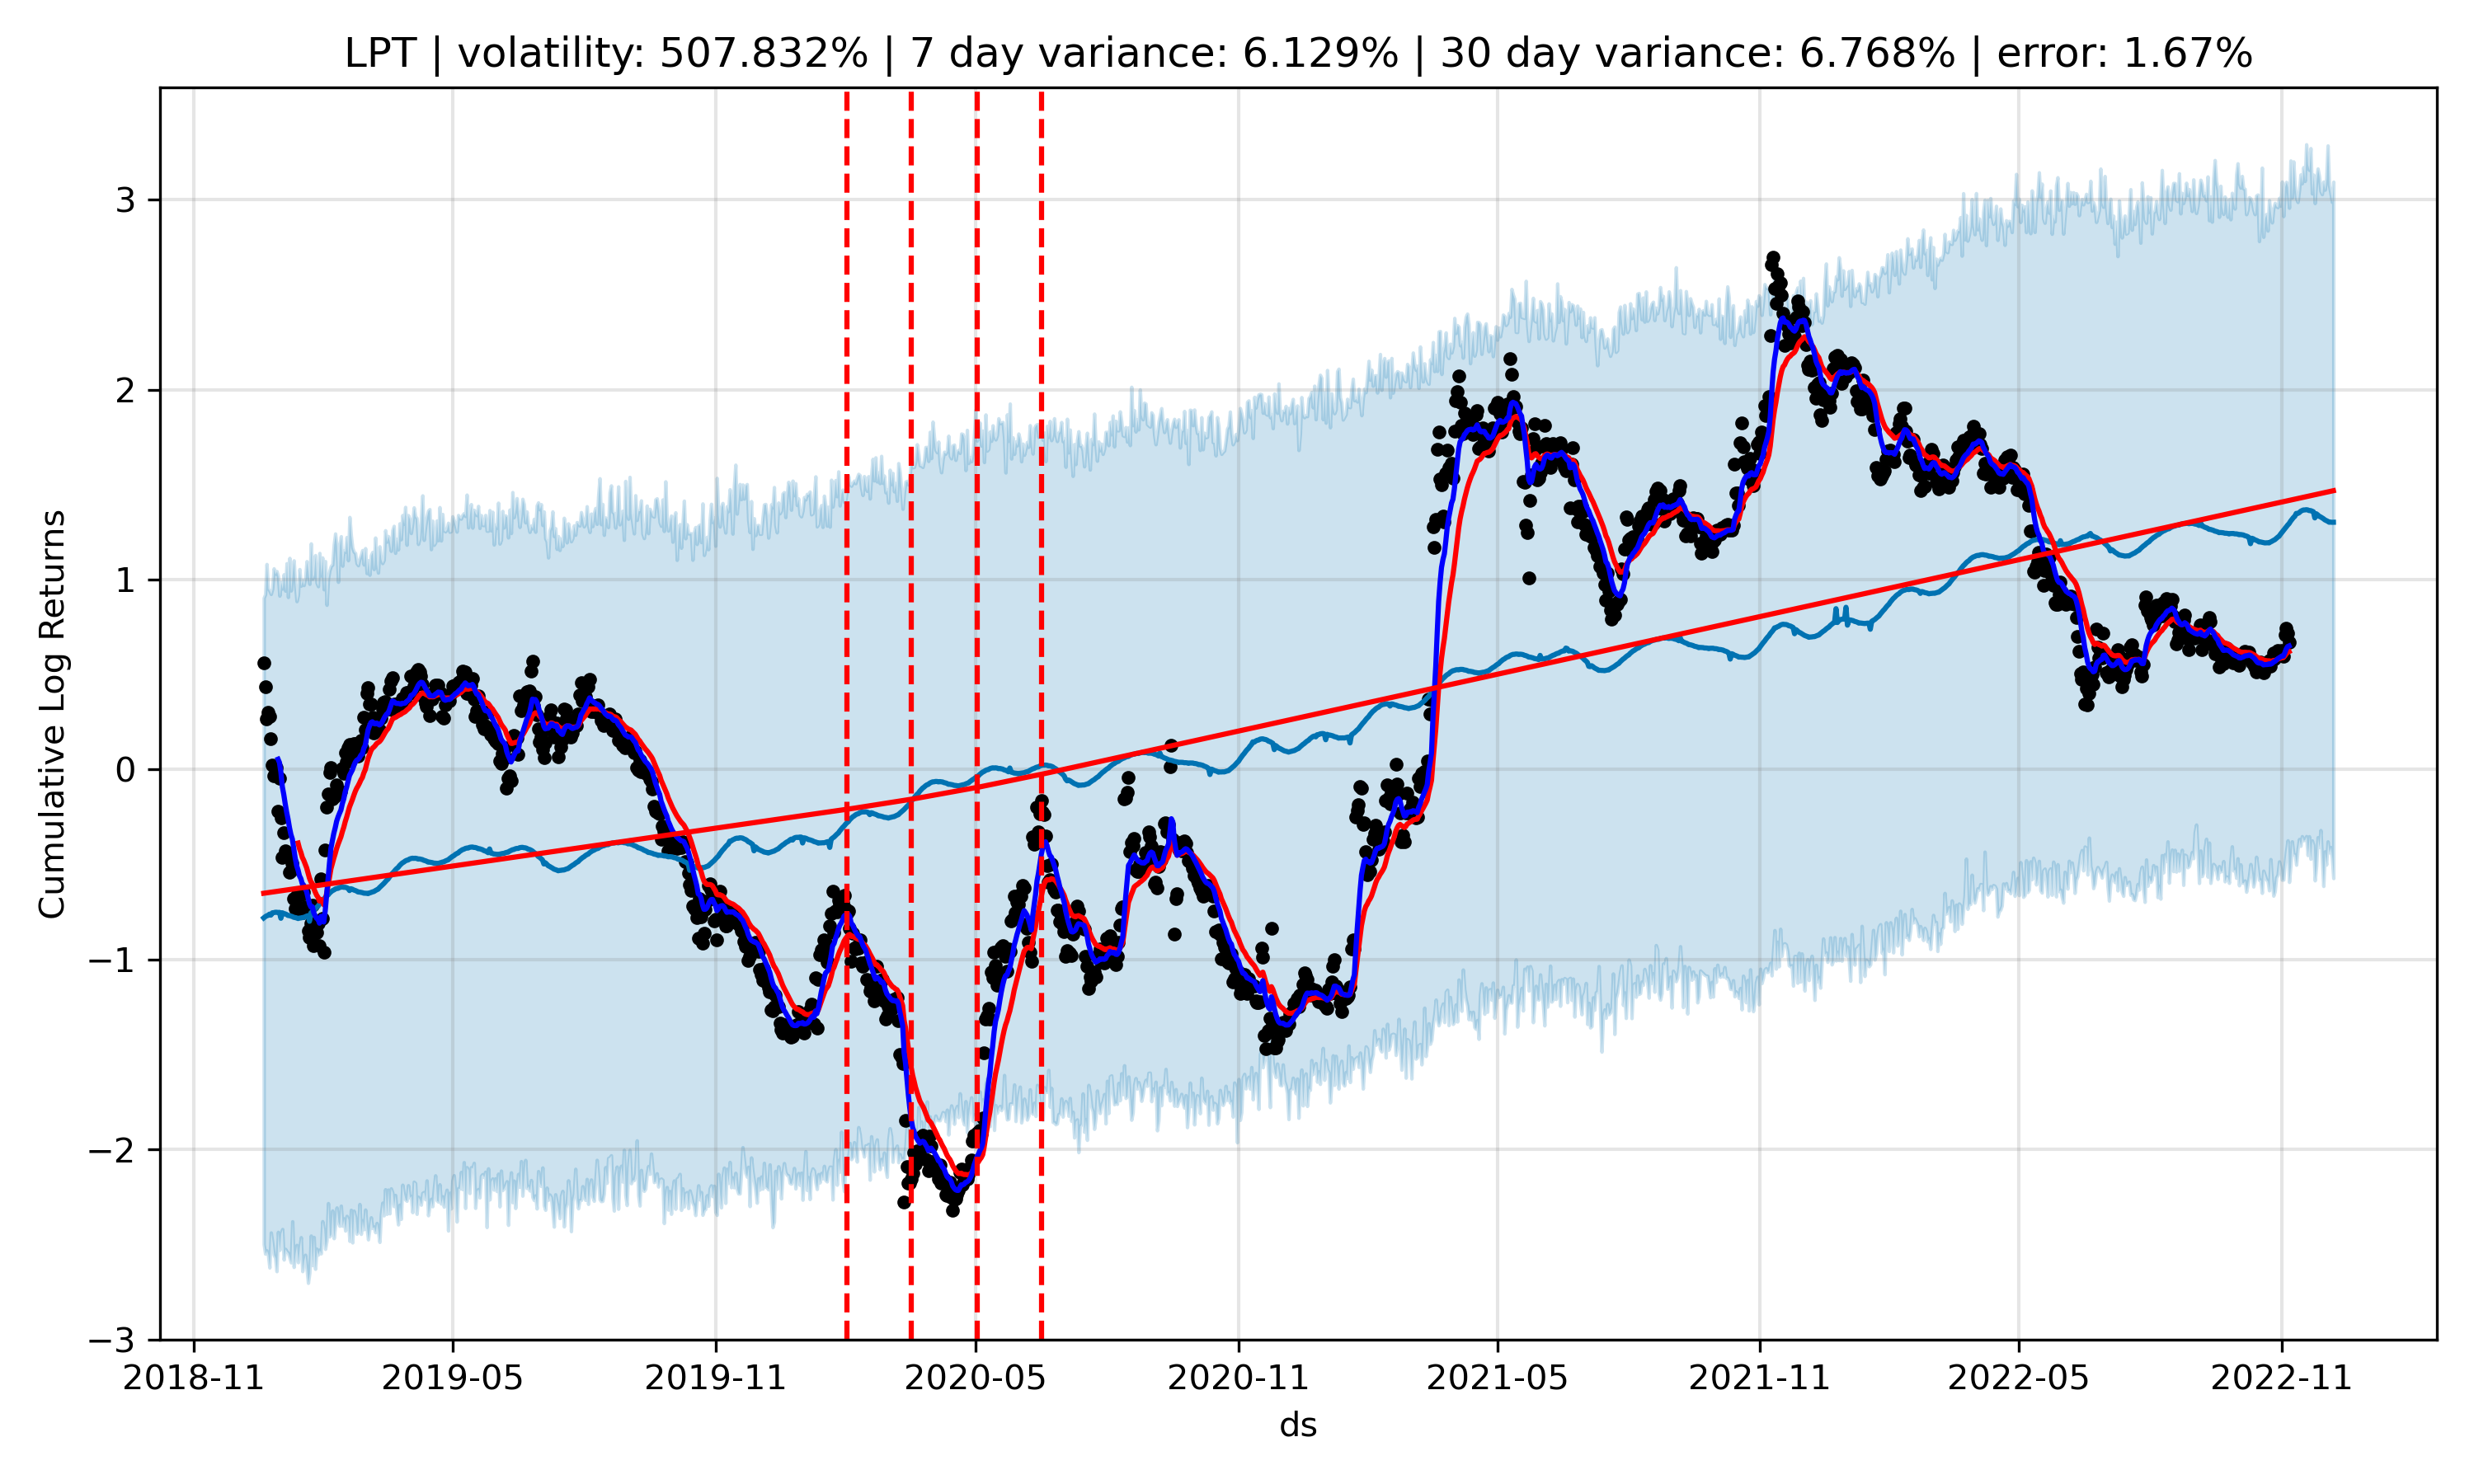 LPT | volatility: 507.832% | 7 day variance: 6.129% | 30 day variance: 6.768% | error: 1.67%
Cumulative Log Returns
3
2
1
0
−1
−2
−3
2018-11 2019-05 2019-11 2020-05 2020-11 2021-05 2021-11 2022-05 2022-11
ds